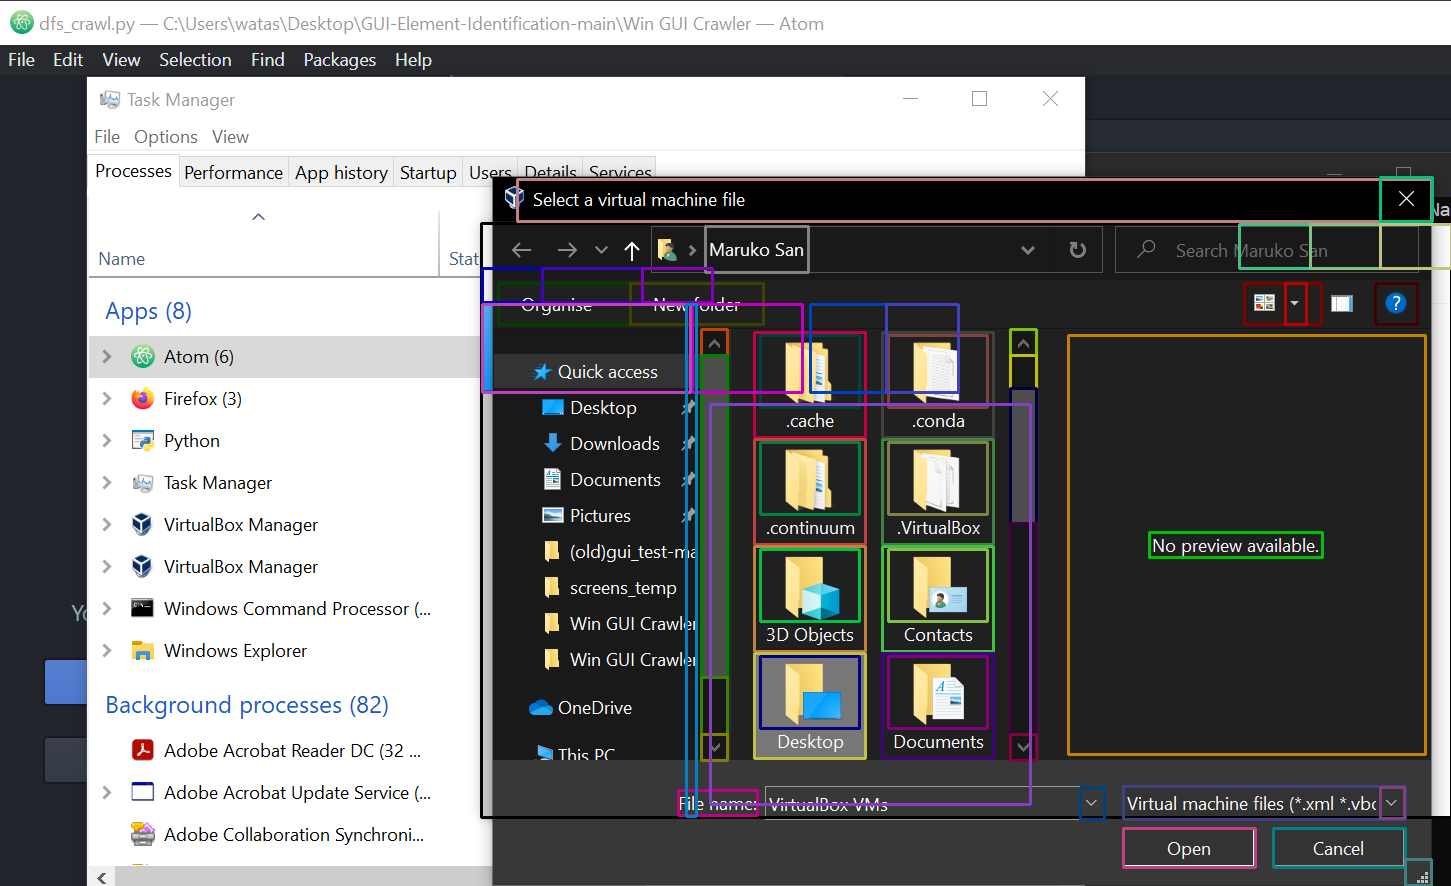 dfs_crawl.py — C:\Users\watas\Desktop\GUI-Element-Identification-main\Win GUI Crawler — Atom
File Edit View Selection Find Packages Help
Task Manager
File Options View
Processes Performance App history Startup Users Details Services
Name
Stat
Apps (8)
Atom (6)
Firefox (3)
Python
Task Manager
VirtualBox Manager
VirtualBox Manager
Windows Command Processor (...
Windows Explorer
Background processes (82)
Adobe Acrobat Reader DC (32 ...
Adobe Acrobat Update Service (...
Adobe Collaboration Synchroni...
Yo
Select a virtual machine file
Na
Maruko San
Search Maruko San
Organise New folder
Quick access
Desktop
Downloads
Documents
Pictures
(old)gui_test-ma
screens_temp
Win GUI Crawler
Win GUI Crawler
OneDrive
This PC
.cache .conda
.continuum .VirtualBox
3D Objects Contacts
Desktop Documents
No preview available.
File name: VirtualBox VMs
Virtual machine files (*.xml *.vbo
Open Cancel